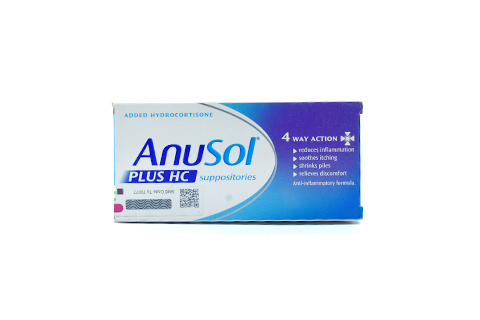 ADDED HYDROCORTISONE
AnuSol
PLUS HC
suppositories
4 WAY ACTION
reduces inflammation
soothes itching
shrinks piles
relieves discomfort
Anti-inflammatory formula.